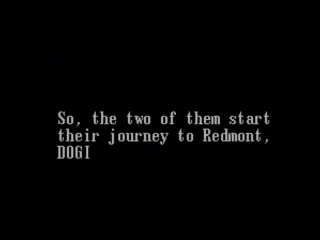 So, the two of them start
their journey to Redmont,
DOGI